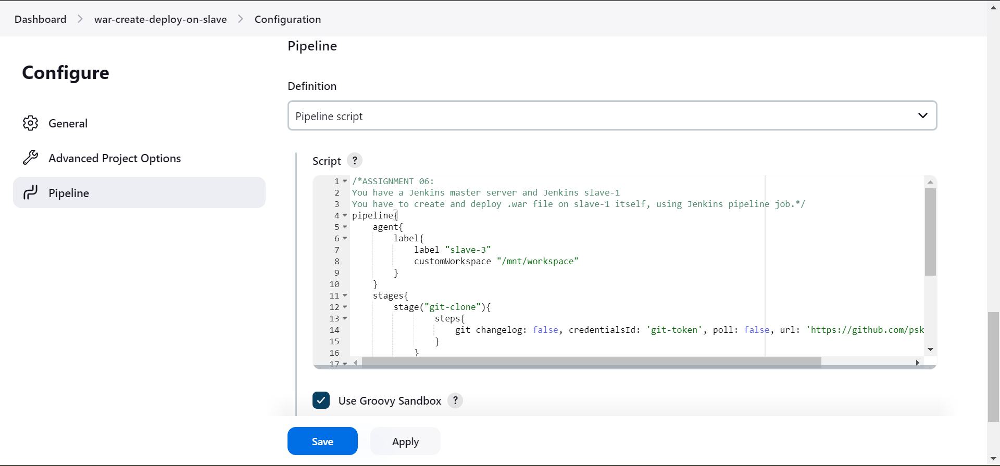 Dashboard > war-create-deploy-on-slave > Configuration
Configure
General
Advanced Project Options
Pipeline
Pipeline
Definition
Pipeline script
Script ?
1 /*ASSIGNMENT 06:
2 You have a Jenkins master server and Jenkins slave-1
3 You have to create and deploy .war file on slave-1 itself, using Jenkins pipeline job.*/
4 pipeline{
5     agent{
6         label{
7             label "slave-3"
8             customWorkspace "/mnt/workspace"
9         }
10     }
11     stages{
12         stage("git-clone"){
13                 steps{
14                     git changelog: false, credentialsId: 'git-token', poll: false, url: 'https://github.com/psk
15                 }
16             }
17
Use Groovy Sandbox ?
Save
Apply